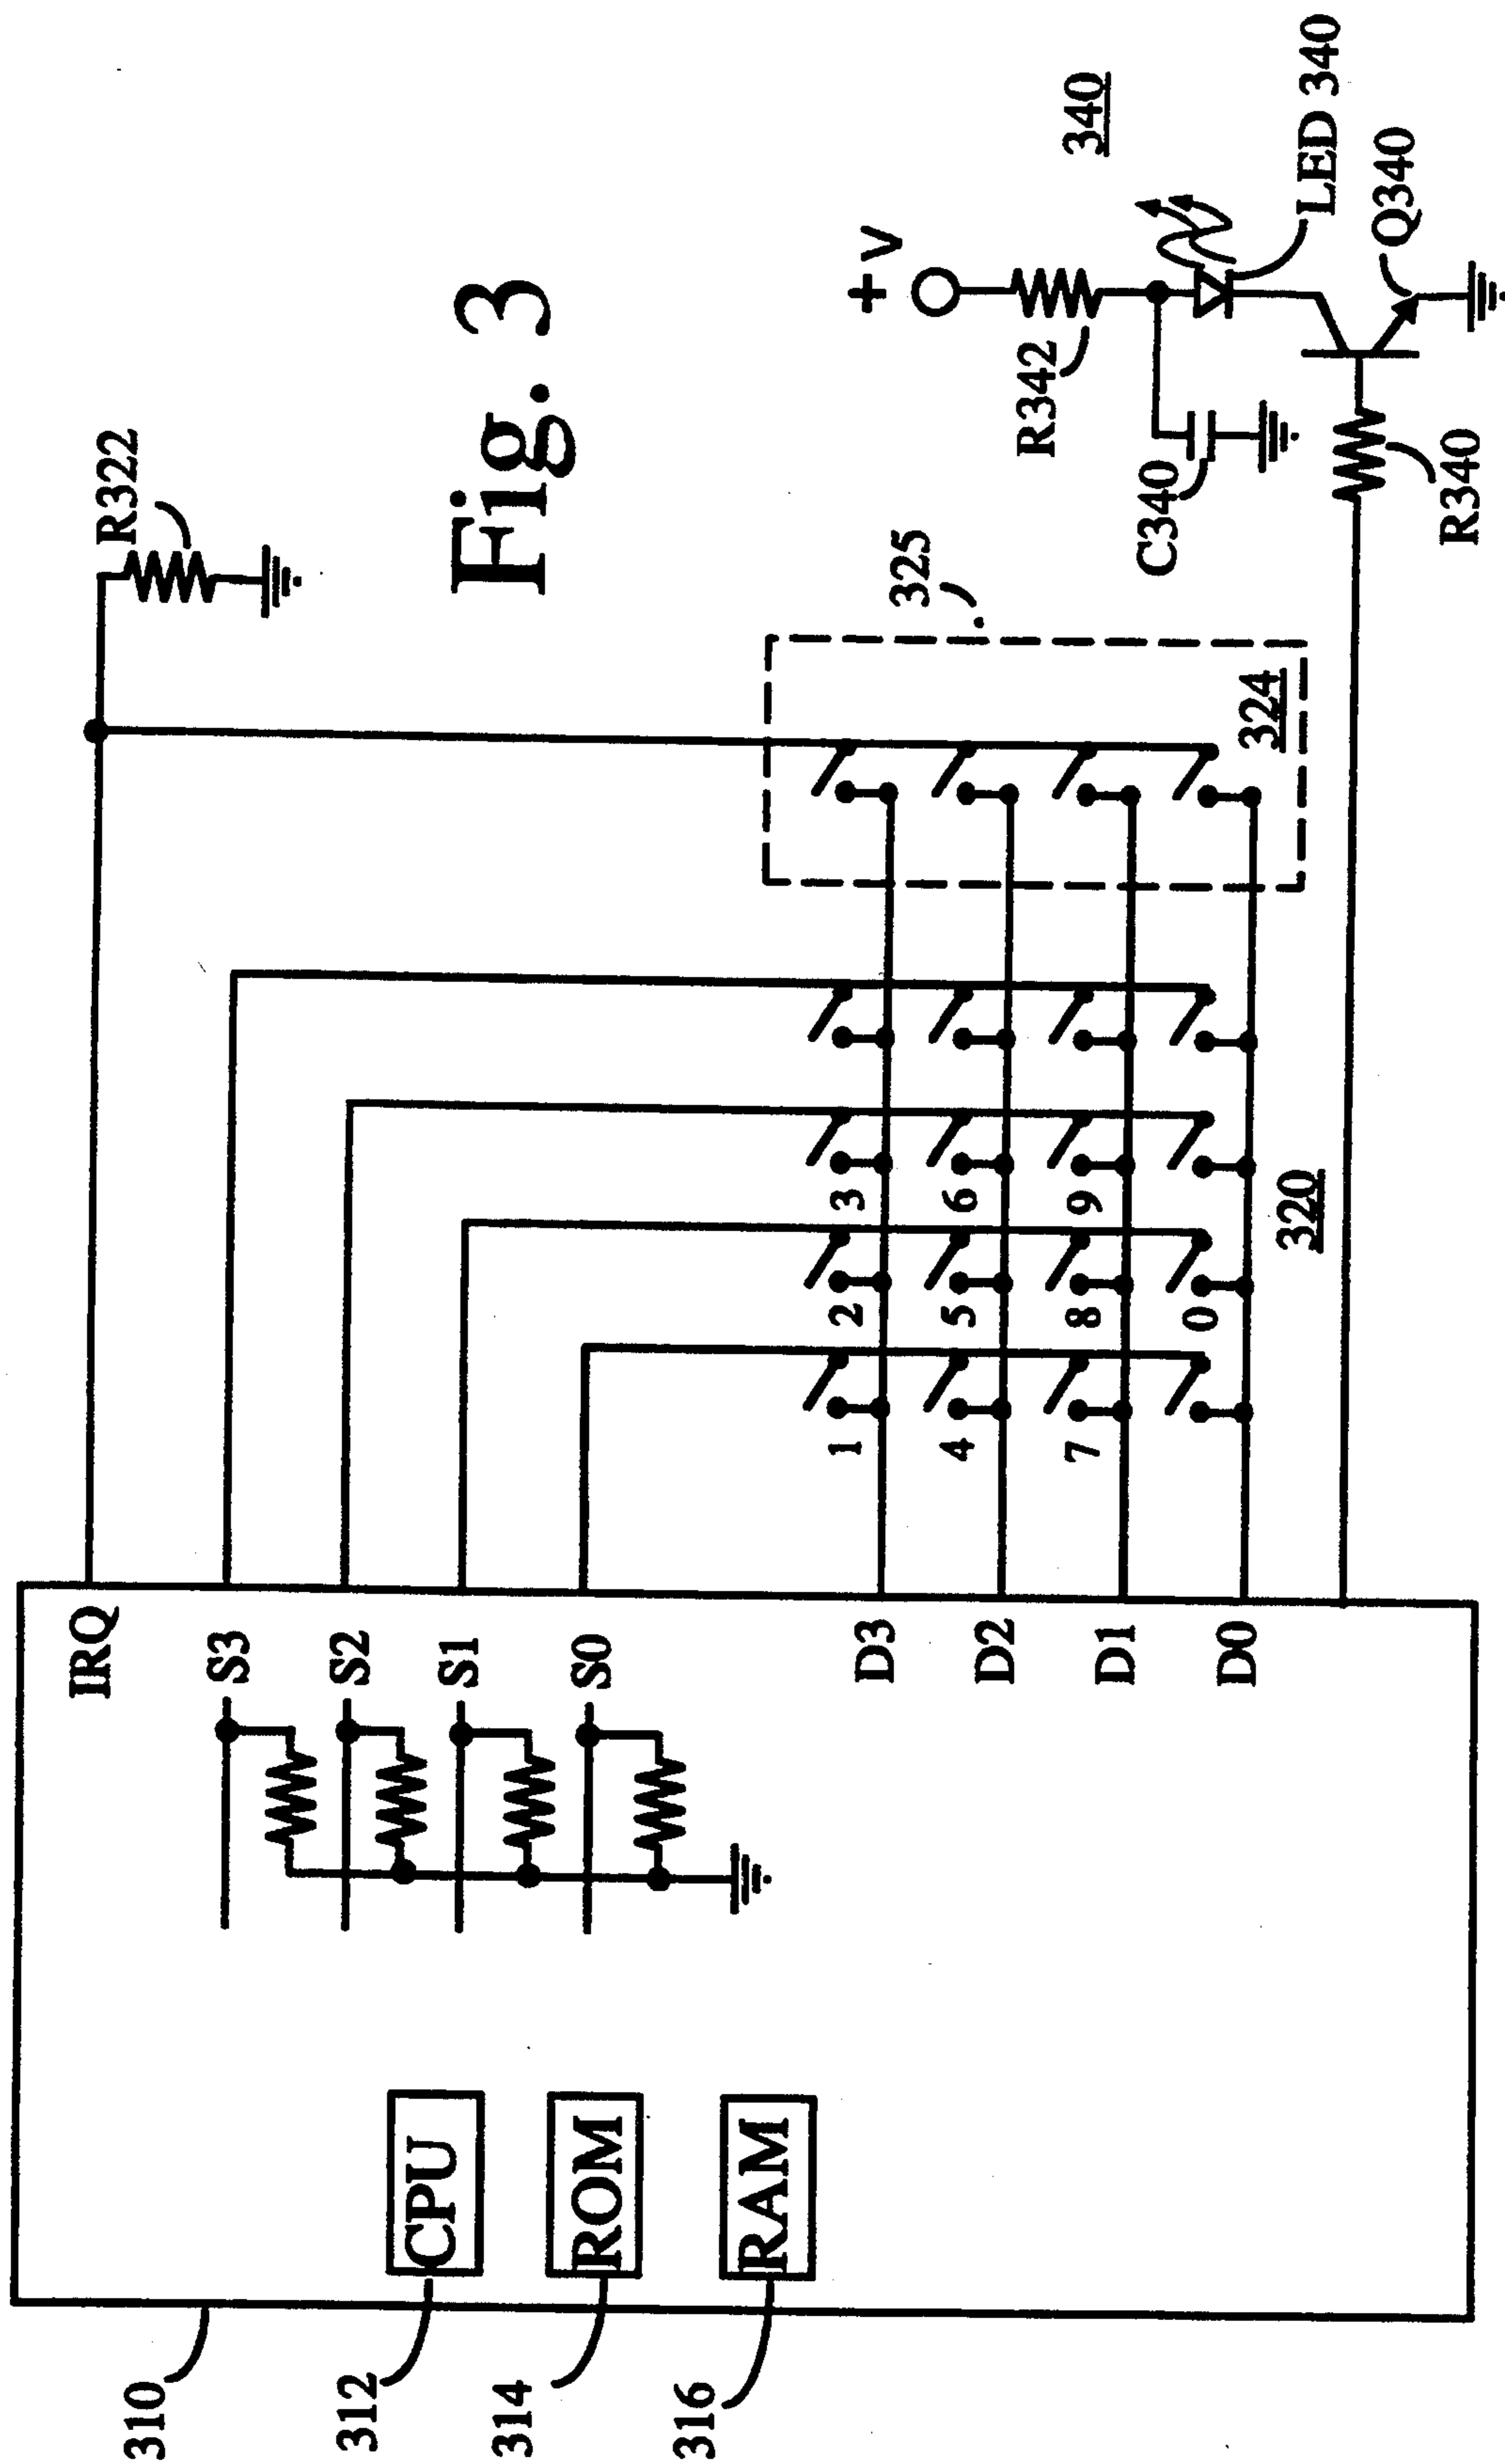 Fig. 3
310
312
314
316
CPU
ROM
RAM
IRQ
S3
S2
S1
S0
D3
D2
D1
D0
1
2
3
4
5
6
7
8
9
0
320
324
325
R322
+V
R342
C340
340
LED 340
Q340
R340